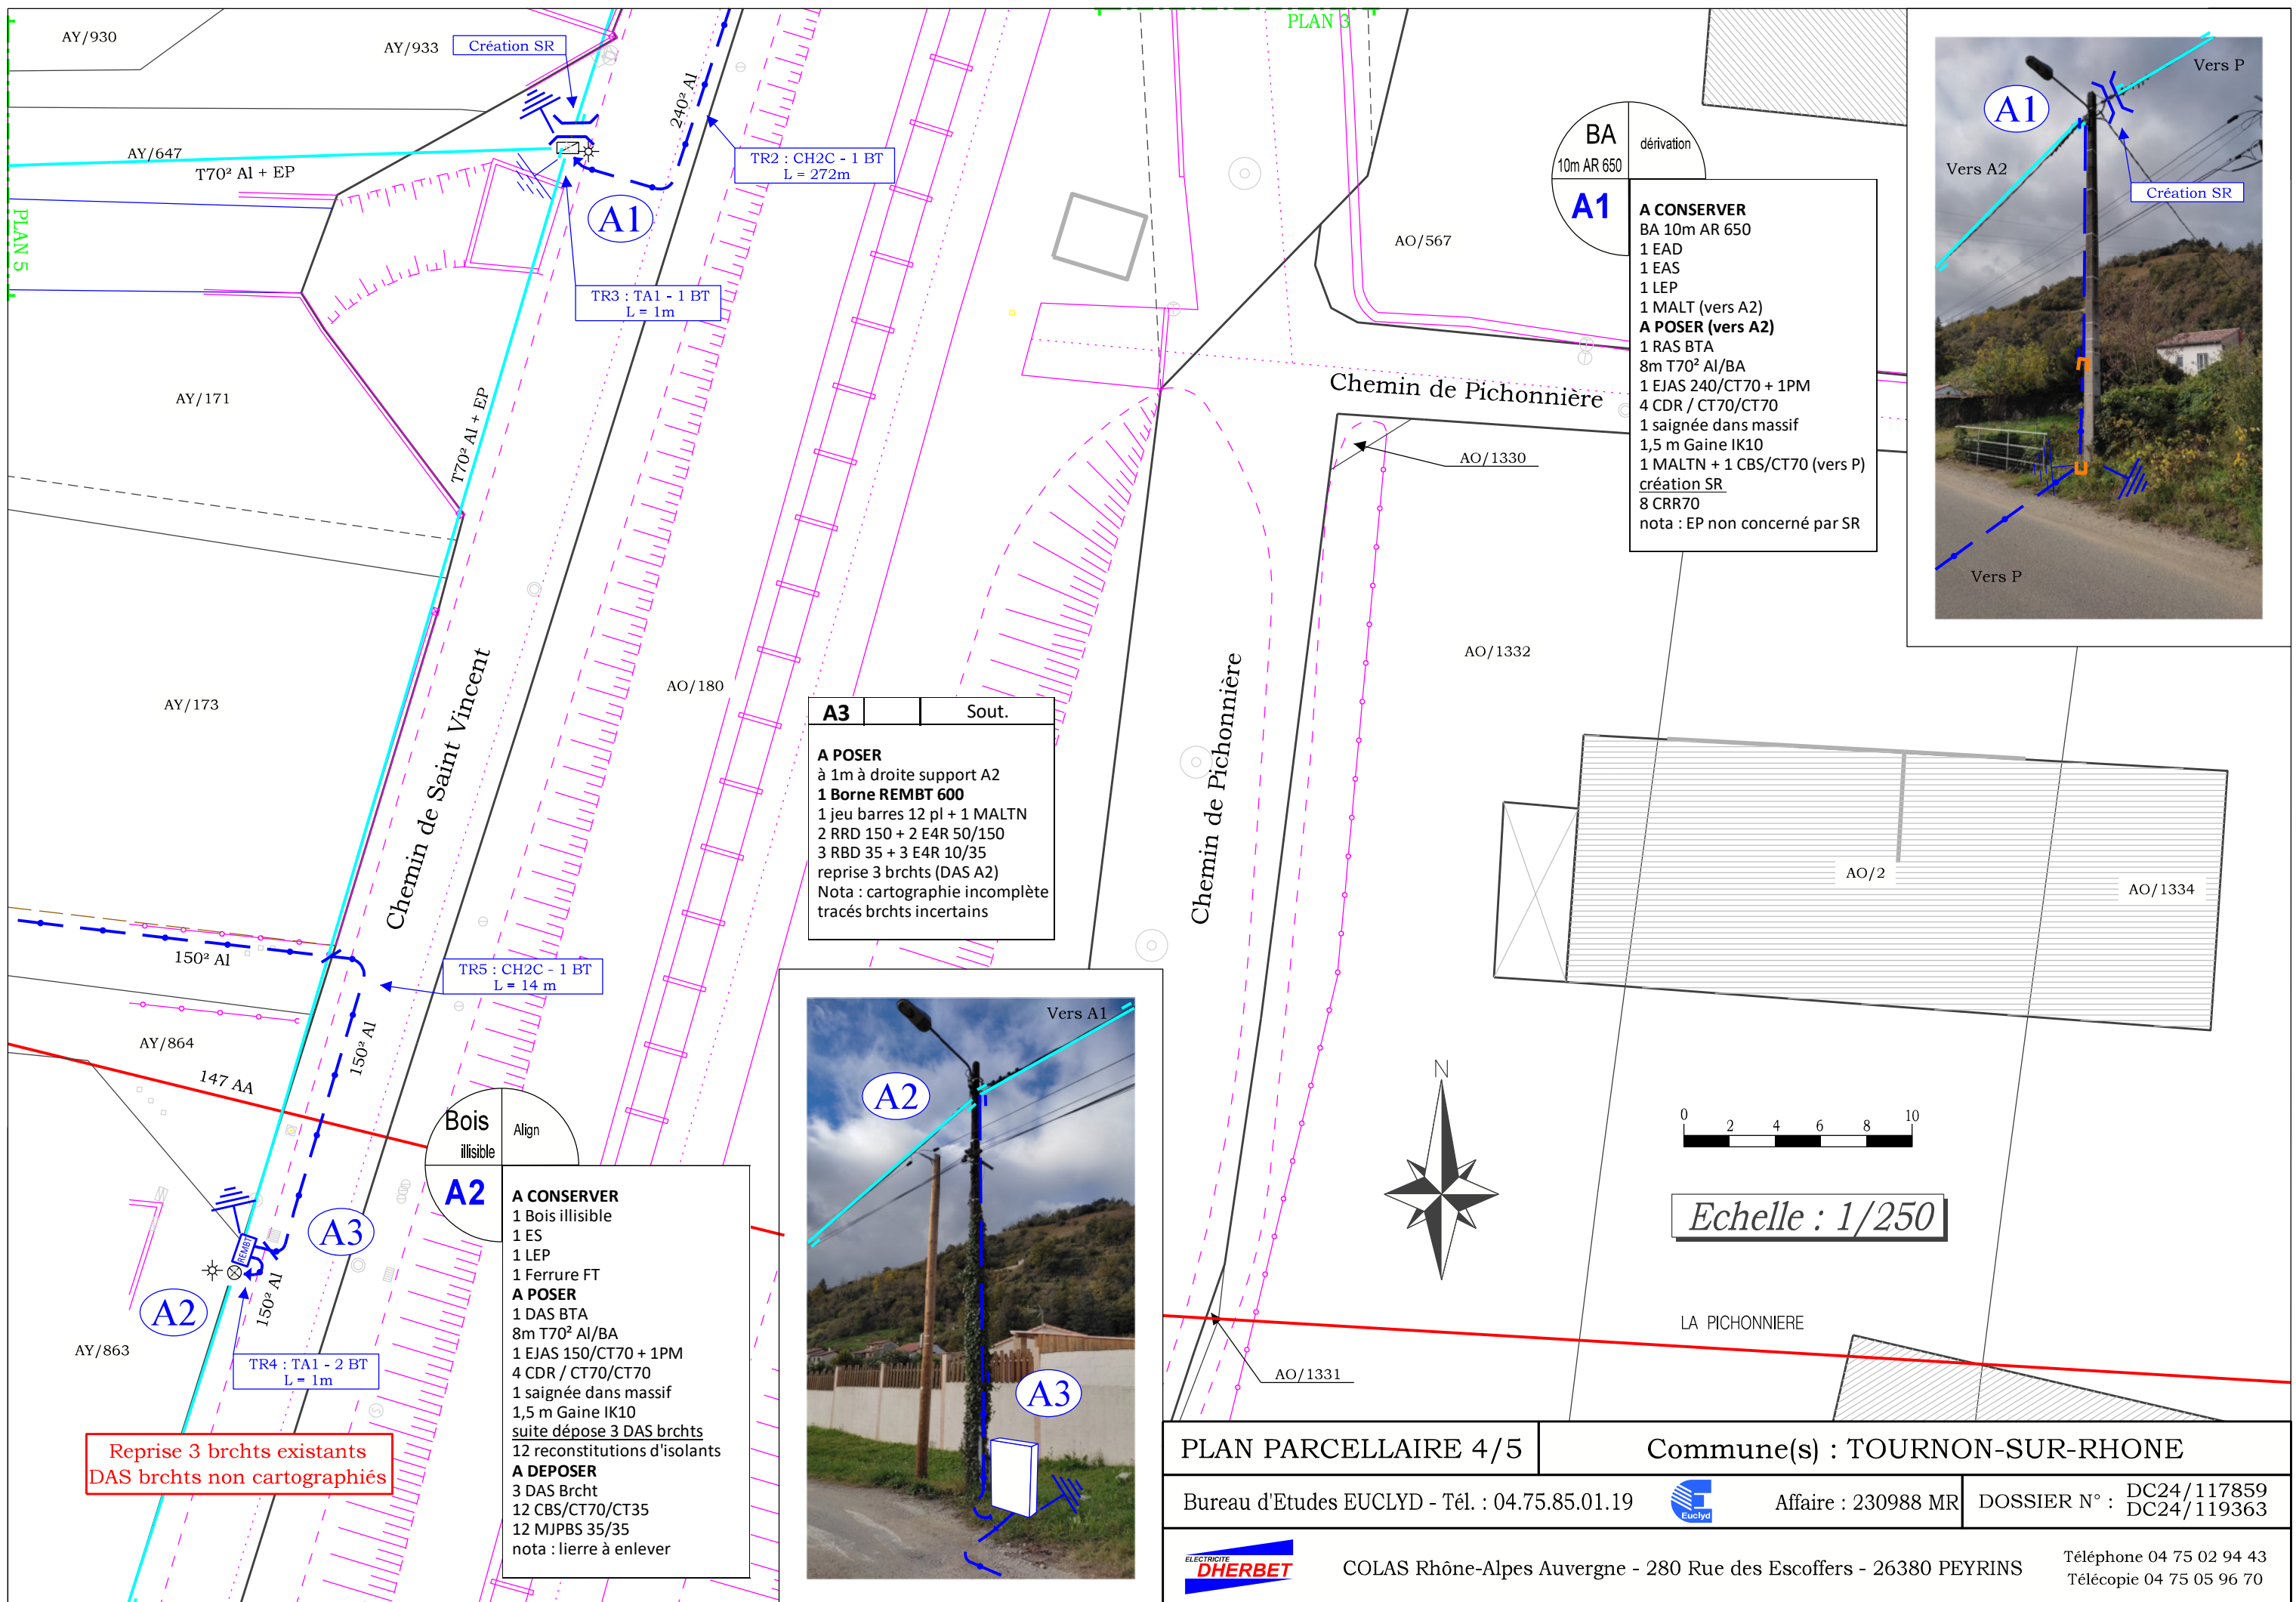 AY/930
AY/933
Création SR
PLAN 3
240² Al
AY/647
T70² Al + EP
PLAN 5
TR2 : CH2C - 1 BT
L = 272m
A1
TR3 : TA1 - 1 BT
L = 1m
AY/171
T70² Al + EP
AY/173
Chemin de Saint Vincent
AO/180
AO/567
Chemin de Pichonnière
AO/1330
AO/1332
Chemin de Pichonnière
BA
10m AR 650
dérivation
A1
A CONSERVER
BA 10m AR 650
1 EAD
1 EAS
1 LEP
1 MALT (vers A2)
A POSER (vers A2)
1 RAS BTA
8m T70² Al/BA
1 EJAS 240/CT70 + 1PM
4 CDR / CT70/CT70
1 saignée dans massif
1,5 m Gaine IK10
1 MALTN + 1 CBS/CT70 (vers P)
création SR
8 CRR70
nota : EP non concerné par SR
A1
Vers P
Vers A2
Création SR
Vers P
A3
Sout.
A POSER
à 1m à droite support A2
1 Borne REMBT 600
1 jeu barres 12 pl + 1 MALTN
2 RRD 150 + 2 E4R 50/150
3 RBD 35 + 3 E4R 10/35
reprise 3 brchts (DAS A2)
Nota : cartographie incomplète
tracés brchts incertains
AO/2
AO/1334
150² Al
TR5 : CH2C - 1 BT
L = 14 m
150² Al
AY/864
147 AA
Bois
illisible
Align
A2
A CONSERVER
1 Bois illisible
1 ES
1 LEP
1 Ferrure FT
A POSER
1 DAS BTA
8m T70² Al/BA
1 EJAS 150/CT70 + 1PM
4 CDR / CT70/CT70
1 saignée dans massif
1,5 m Gaine IK10
suite dépose 3 DAS brchts
12 reconstitutions d'isolants
A DEPOSER
3 DAS Brcht
12 CBS/CT70/CT35
12 MJPBS 35/35
nota : lierre à enlever
REMBT
A3
A2
150² Al
AY/863
TR4 : TA1 - 2 BT
L = 1m
Reprise 3 brchts existants
DAS brchts non cartographiés
Vers A1
A2
A3
N
0 2 4 6 8 10
Echelle : 1/250
LA PICHONNIERE
AO/1331
PLAN PARCELLAIRE 4/5
Commune(s) : TOURNON-SUR-RHONE
Bureau d'Etudes EUCLYD - Tél. : 04.75.85.01.19
Euclyd
Affaire : 230988 MR
DOSSIER N° :
DC24/117859
DC24/119363
ELECTRICITE
DHERBET
COLAS Rhône-Alpes Auvergne - 280 Rue des Escoffers - 26380 PEYRINS
Téléphone 04 75 02 94 43
Télécopie 04 75 05 96 70